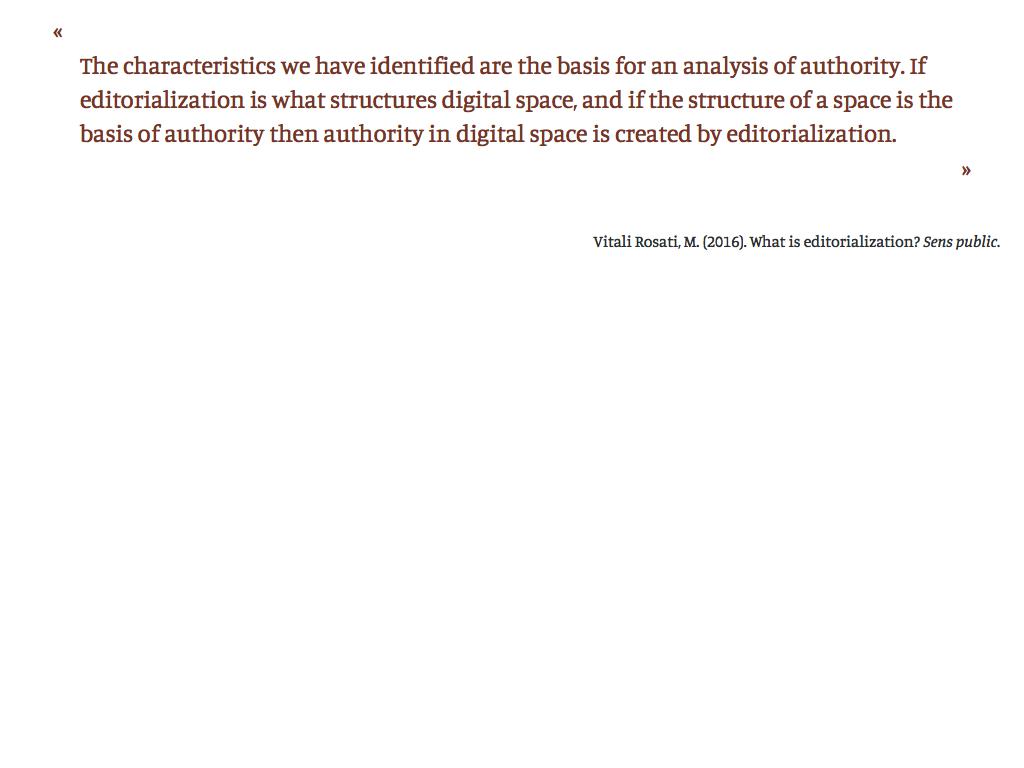 «
The characteristics we have identified are the basis for an analysis of authority. If
editorialization is what structures digital space, and if the structure of a space is the
basis of authority then authority in digital space is created by editorialization.
»
Vitali Rosati, M. (2016). What is editorialization? Sens public.